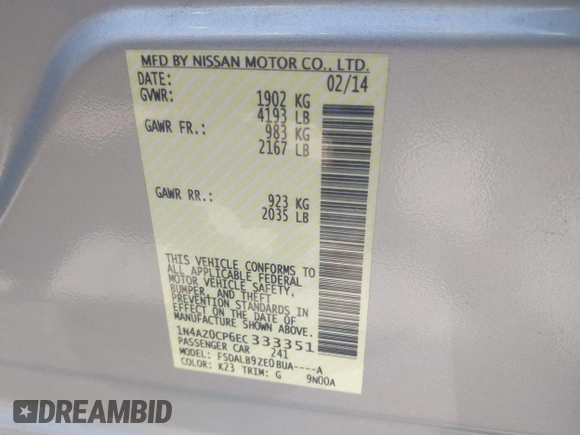 MFD BY NISSAN MOTOR CO., LTD.
DATE: 02/14
GVWR: 1902 KG
4193 LB
GAWR FR.: 983 KG
2167 LB
GAWR RR.: 923 KG
2035 LB
THIS VEHICLE CONFORMS TO
ALL APPLICABLE FEDERAL
MOTOR VEHICLE SAFETY,
BUMPER, AND THEFT
PREVENTION STANDARDS IN
EFFECT ON THE DATE OF
MANUFACTURE SHOWN ABOVE.
1N4AZ0CP6EC333351
PASSENGER CAR 241
MODEL: FSDALB9ZE0BUA----A
COLOR: K23 TRIM: G 9N00A
DREAMBID